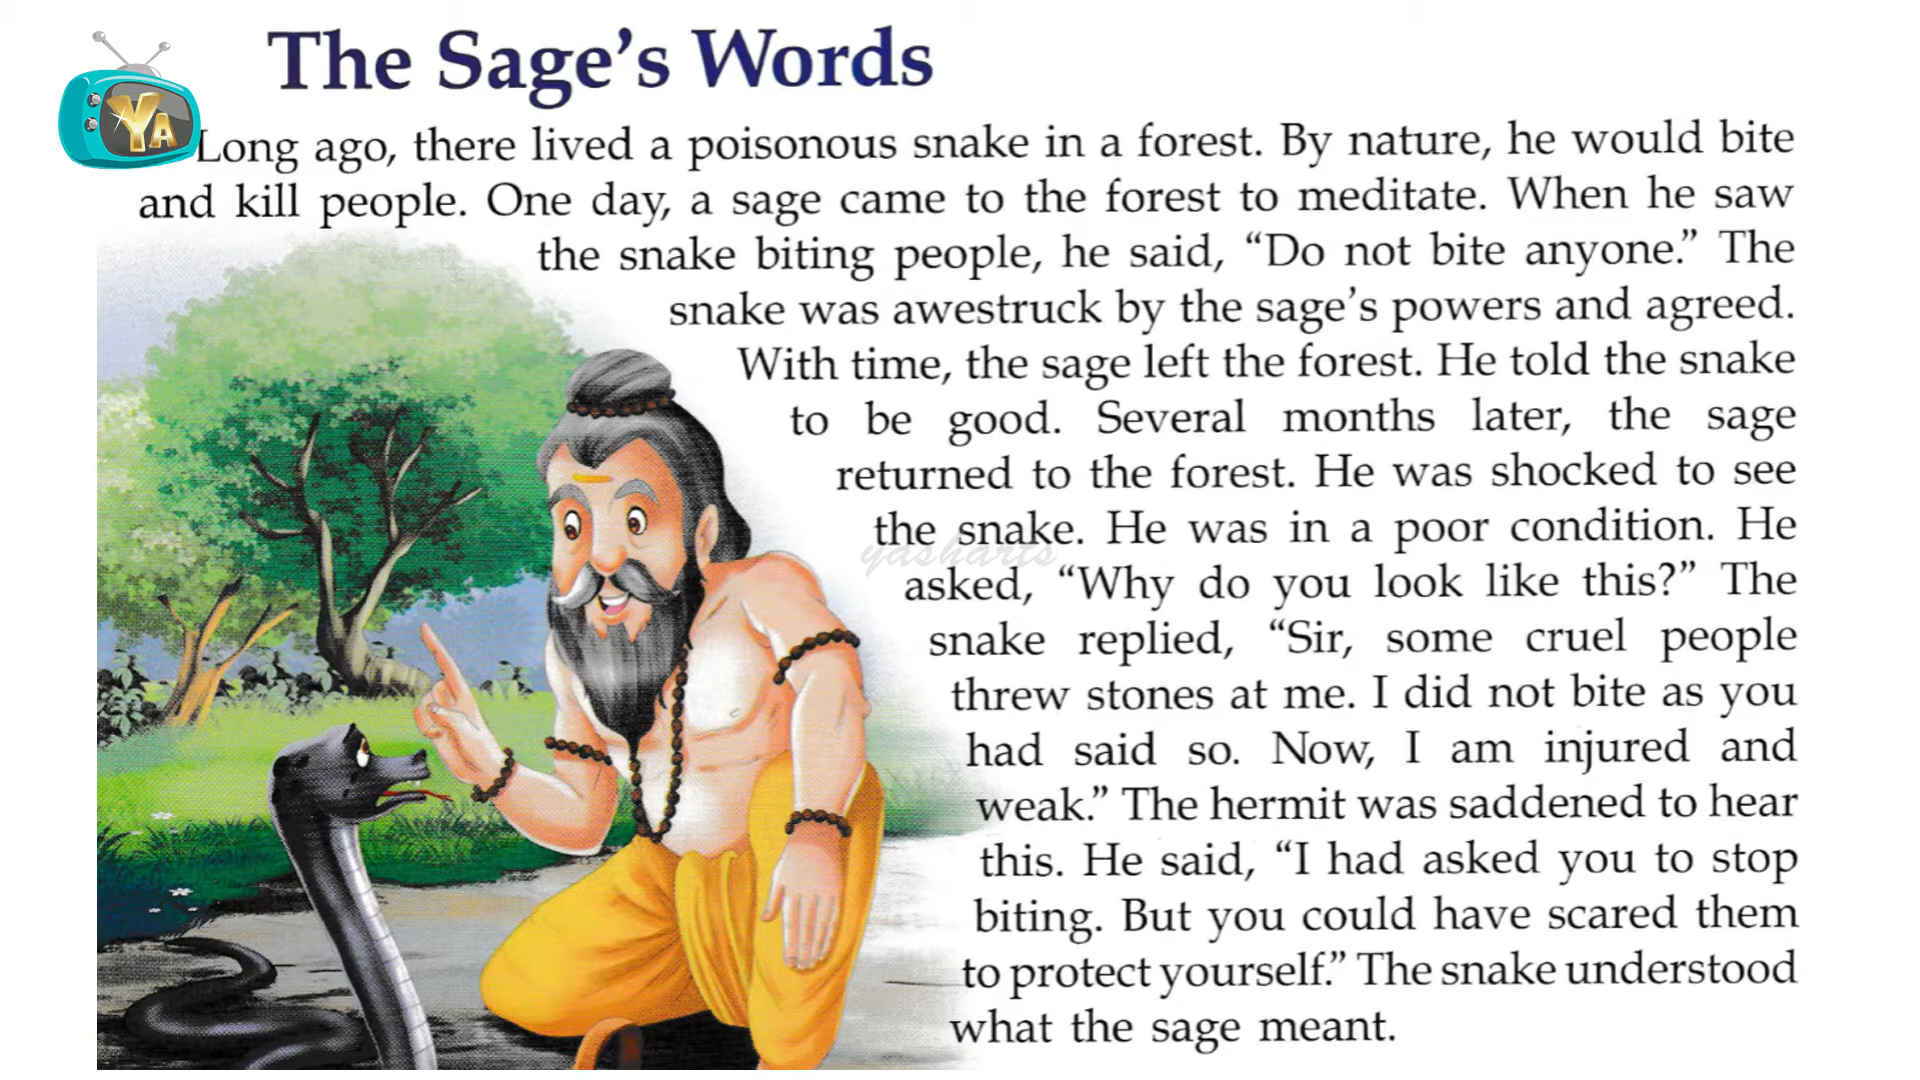 The Sage's Words
YA
Long ago, there lived a poisonous snake in a forest. By nature, he would bite
and kill people. One day, a sage came to the forest to meditate. When he saw
the snake biting people, he said, “Do not bite anyone.” The
snake was awestruck by the sage’s powers and agreed.
With time, the sage left the forest. He told the snake
to be good. Several months later, the sage
returned to the forest. He was shocked to see
the snake. He was in a poor condition. He
yasharts
asked, “Why do you look like this?” The
snake replied, “Sir, some cruel people
threw stones at me. I did not bite as you
had said so. Now, I am injured and
weak.” The hermit was saddened to hear
this. He said, “I had asked you to stop
biting. But you could have scared them
to protect yourself.” The snake understood
what the sage meant.